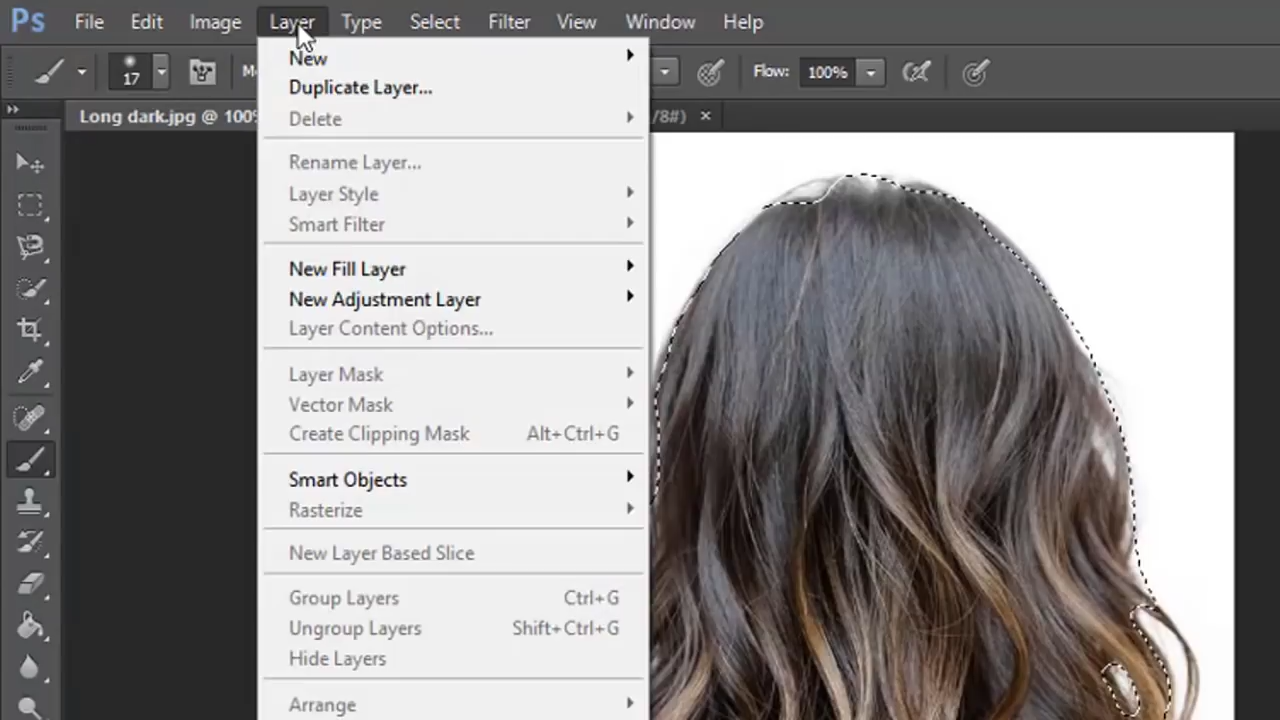 Ps File Edit Image Layer Type Select Filter View Window Help
17 M Flow: 100%
Long dark.jpg @ 100% /8#) ×
New
Duplicate Layer...
Delete
Rename Layer...
Layer Style
Smart Filter
New Fill Layer
New Adjustment Layer
Layer Content Options...
Layer Mask
Vector Mask
Create Clipping Mask Alt+Ctrl+G
Smart Objects
Rasterize
New Layer Based Slice
Group Layers Ctrl+G
Ungroup Layers Shift+Ctrl+G
Hide Layers
Arrange